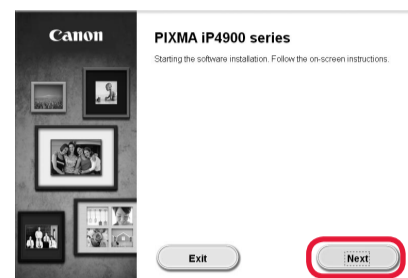 Canon
PIXMA iP4900 series
Starting the software installation. Follow the on-screen instructions.
Exit
Next